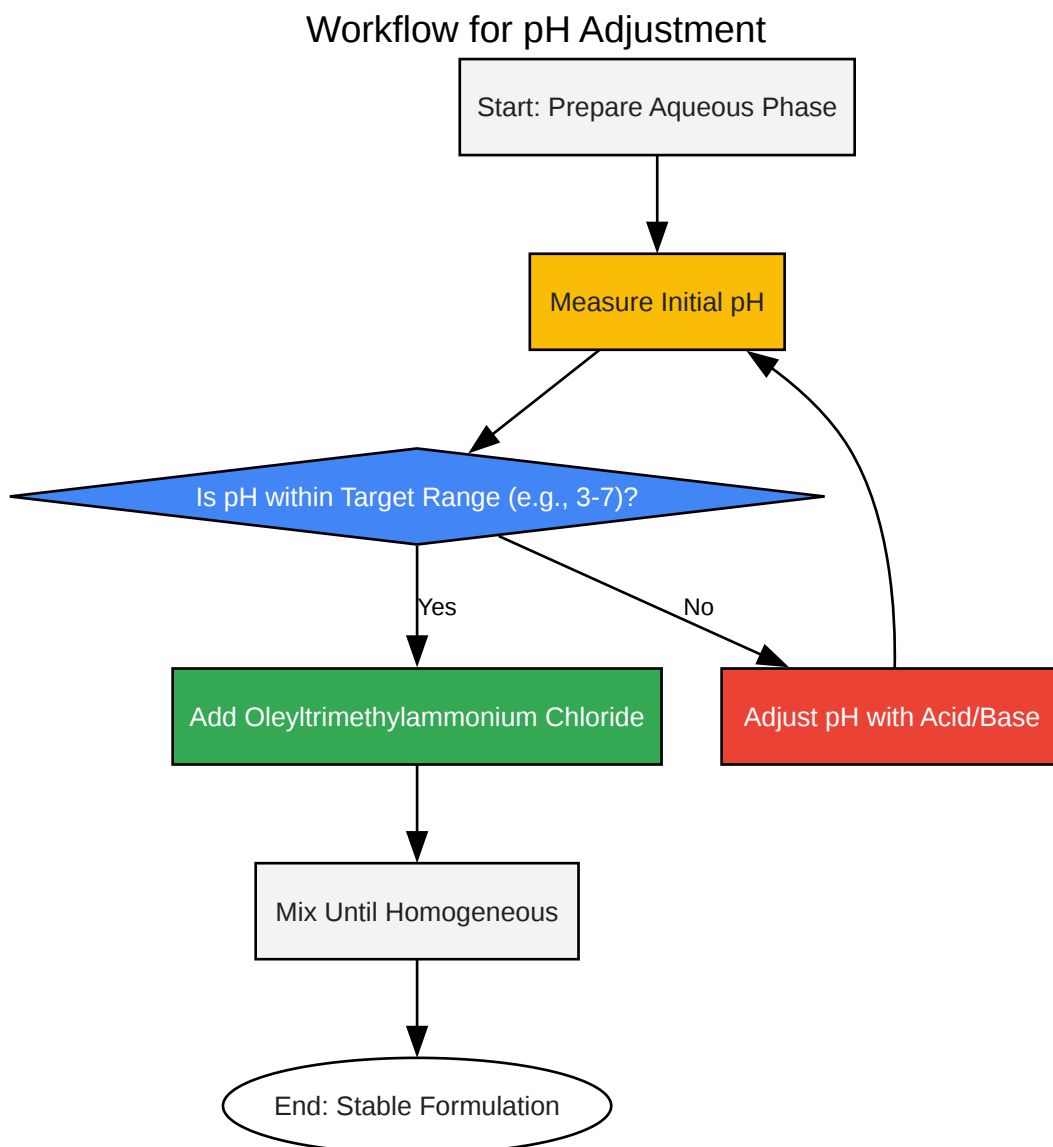 Workflow for pH Adjustment
Start: Prepare Aqueous Phase
Measure Initial pH
Is pH within Target Range (e.g., 3-7)?
Yes
No
Add Oleyltrimethylammonium Chloride
Adjust pH with Acid/Base
Mix Until Homogeneous
End: Stable Formulation